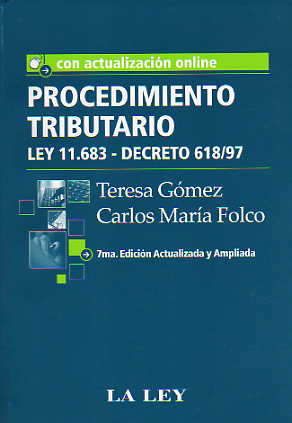 con actualización online
PROCEDIMIENTO
TRIBUTARIO
LEY 11.683 - DECRETO 618/97
Teresa Gómez
Carlos María Folco
7ma. Edición Actualizada y Ampliada
LA LEY